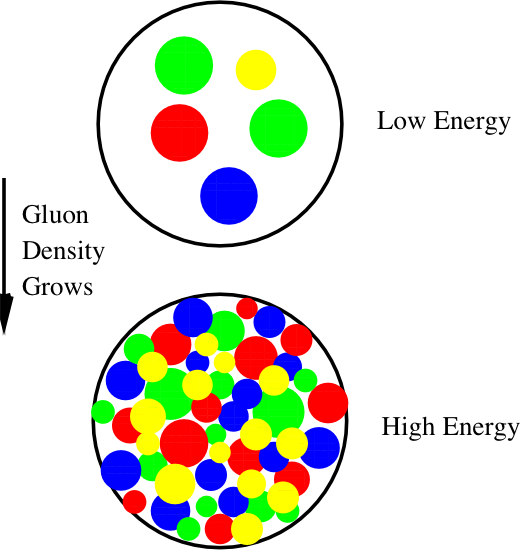 Low Energy
Gluon
Density
Grows
High Energy